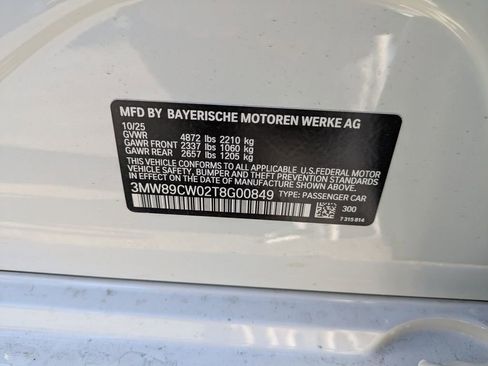 MFD BY BAYERISCHE MOTOREN WERKE AG
10/25
GVWR 4872 lbs 2210 kg
GAWR FRONT 2337 lbs 1060 kg
GAWR REAR 2657 lbs 1205 kg
THIS VEHICLE CONFORMS TO ALL APPLICABLE U.S.FEDERAL MOTOR
VEHICLE SAFETY, BUMPER AND THEFT PREVENTION STANDARDS
IN EFFECT ON THE DATE OF MANUFACTURE SHOWN ABOVE.
3MW89CW02T8G00849 TYPE: PASSENGER CAR
300
7315814